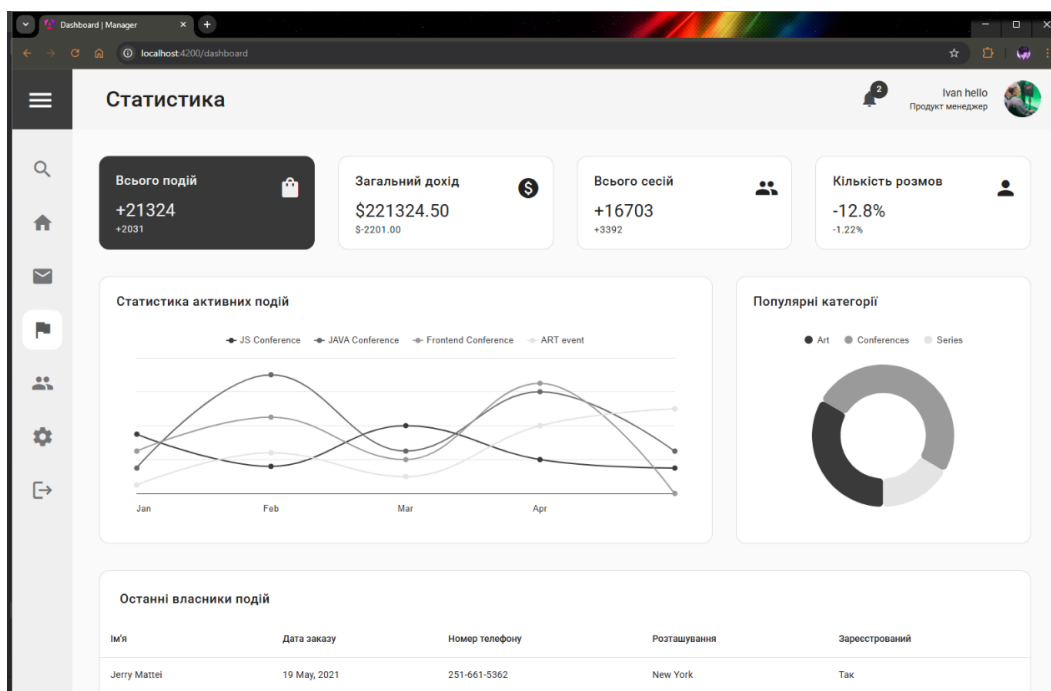 Dashboard | Manager
localhost:4200/dashboard
Статистика
2
Ivan hello
Продукт менеджер
Всього подій
+21324
+2031
Загальний дохід
$221324.50
$-2201.00
Всього сесій
+16703
+3392
Кількість розмов
-12.8%
-1.22%
Статистика активних подій
JS Conference JAVA Conference Frontend Conference ART event
Jan Feb Mar Apr
Популярні категорії
Art Conferences Series
Останні власники подій
Ім'я Дата заказу Номер телефону Розташування Зареєстрований
Jerry Mattei 19 May, 2021 251-661-5362 New York Так